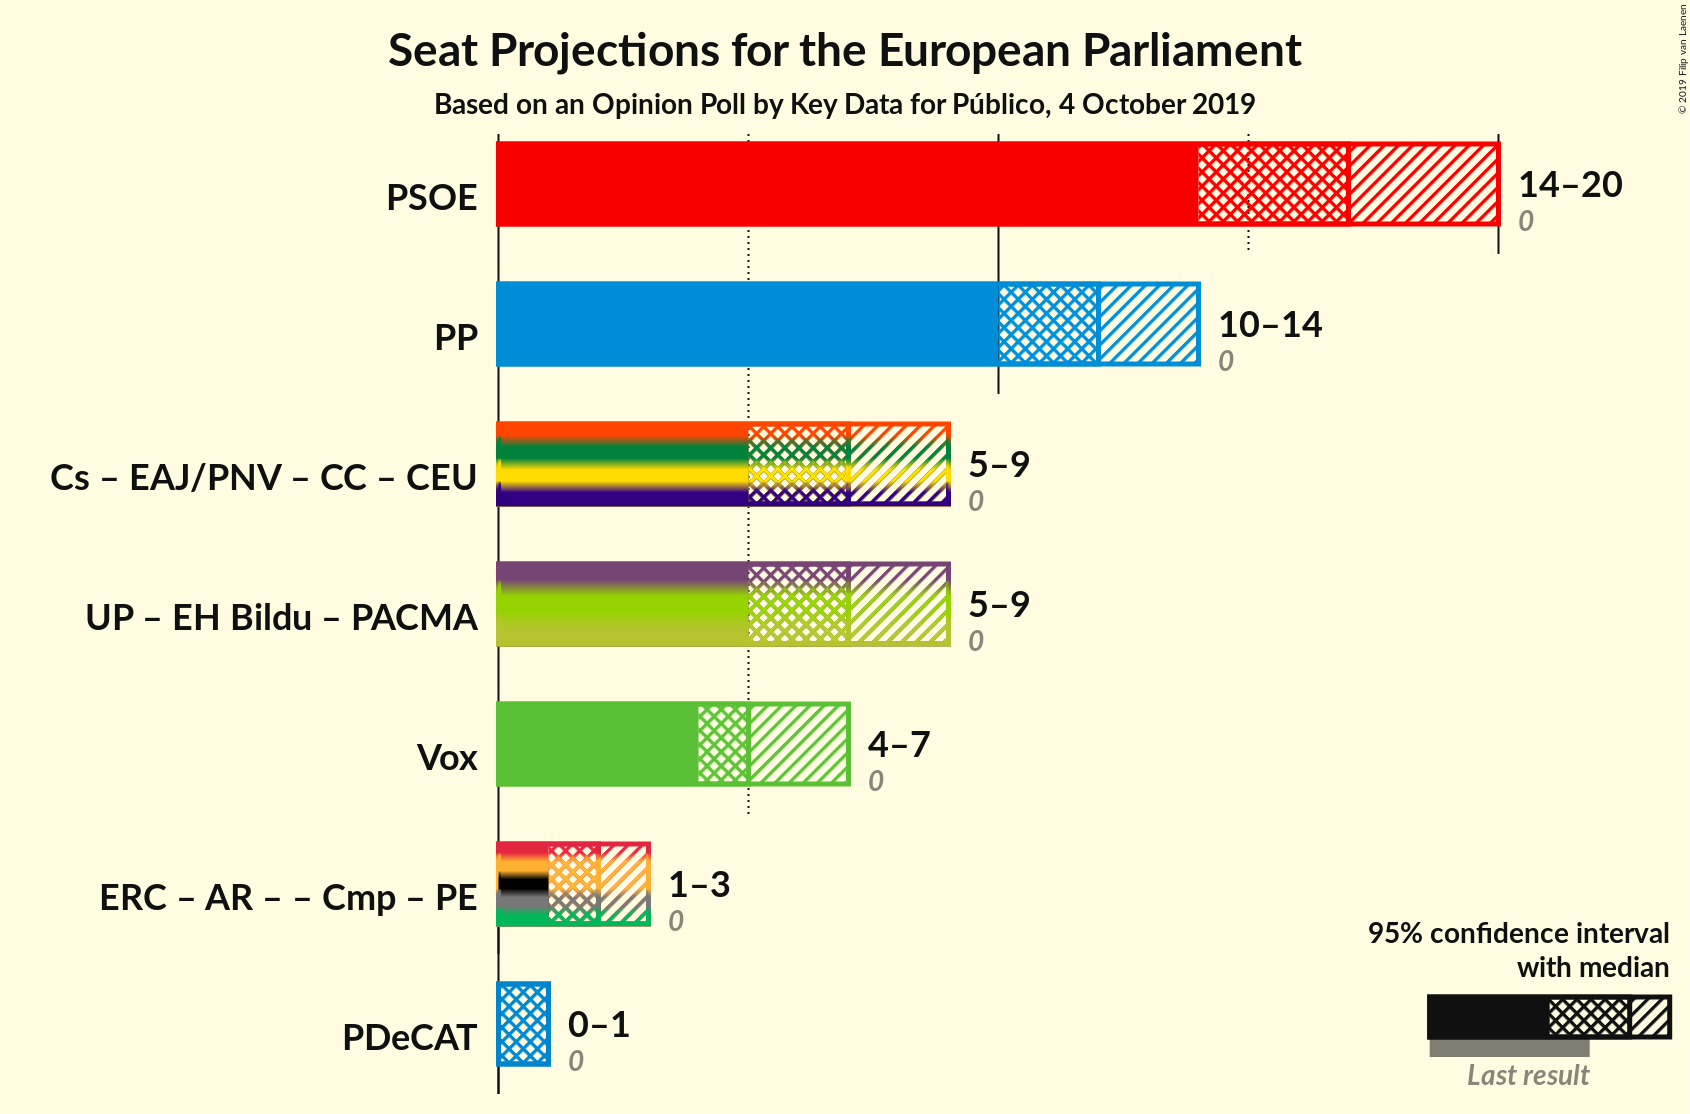 Seat Projections for the European Parliament
Based on an Opinion Poll by Key Data for Público, 4 October 2019
© 2019 Filip van Laenen
PSOE
14–20
0
PP
10–14
0
Cs – EAJ/PNV – CC – CEU
5–9
0
UP – EH Bildu – PACMA
5–9
0
Vox
4–7
0
ERC – AR – – Cmp – PE
1–3
0
PDeCAT
0–1
0
95% confidence interval
with median
Last result